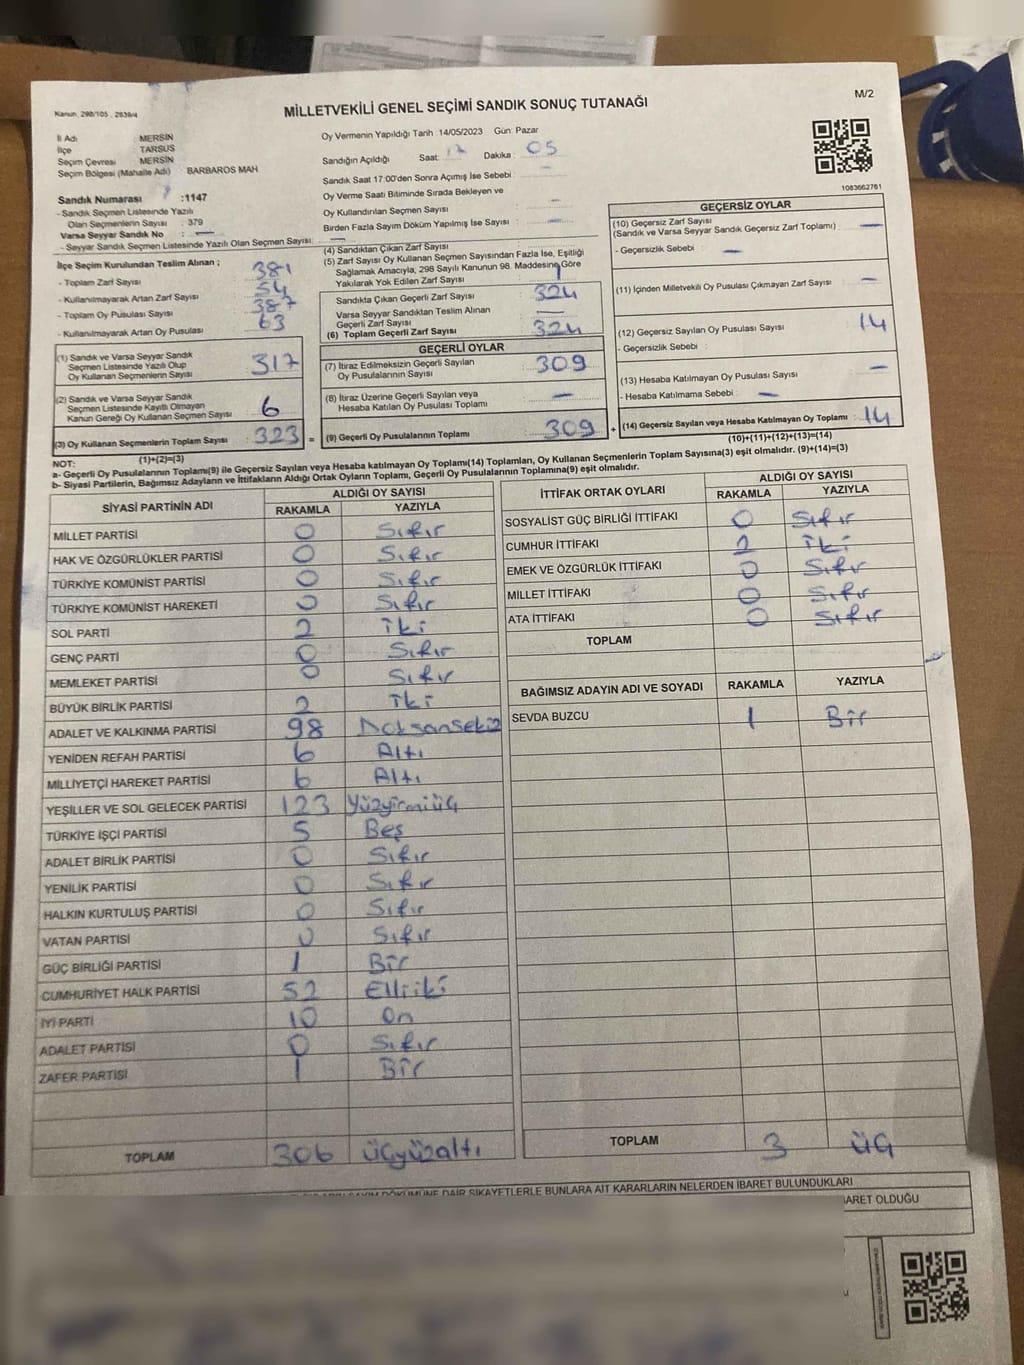 M/2
MİLLETVEKİLİ GENEL SEÇİMİ SANDIK SONUÇ TUTANAĞI
Kanun, 298/105, 2839/4
İl Adı : MERSİN
İlçe : TARSUS
Seçim Çevresi : MERSİN
Seçim Bölgesi (Mahalle Adı) BARBAROS MAH
Sandık Numarası :1147
- Sandık Seçmen Listesinde Yazılı
Olan Seçmenlerin Sayısı : 379
Varsa Seyyar Sandık No : —
- Seyyar Sandık Seçmen Listesinde Yazılı Olan Seçmen Sayısı: —
Oy Vermenin Yapıldığı Tarih :14/05/2023 Gün: Pazar
Sandığın Açıldığı Saat: 17 Dakika : 05
Sandık Saat 17:00'den Sonra Açımış İse Sebebi : —
Oy Verme Saati Bitiminde Sırada Bekleyen ve
Oy Kullandırılan Seçmen Sayısı : —
Birden Fazla Sayım Döküm Yapılmış İse Sayısı : —
1083662761
İlçe Seçim Kurulundan Teslim Alınan ;
- Toplam Zarf Sayısı : 381
- Kullanılmayarak Artan Zarf Sayısı : 54
- Toplam Oy Pusulası Sayısı : 387
- Kullanılmayarak Artan Oy Pusulası : 63
(1) Sandık ve Varsa Seyyar Sandık
Seçmen Listesinde Yazılı Olup
Oy Kullanan Seçmenlerin Sayısı : 317
(2) Sandık ve Varsa Seyyar Sandık
Seçmen Listesinde Kayıtlı Olmayan
Kanun Gereği Oy Kullanan Seçmen Sayısı : 6
(3) Oy Kullanan Seçmenlerin Toplam Sayısı : 323 =
(1)+(2)=(3)
(4) Sandıktan Çıkan Zarf Sayısı :
(5) Zarf Sayısı Oy Kullanan Seçmen Sayısından Fazla İse, Eşitliği
Sağlamak Amacıyla, 298 Sayılı Kanunun 98. Maddesine Göre
Yakılarak Yok Edilen Zarf Sayısı : 1
Sandıkta Çıkan Geçerli Zarf Sayısı : 324
Varsa Seyyar Sandıktan Teslim Alınan
Geçerli Zarf Sayısı : —
(6) Toplam Geçerli Zarf Sayısı : 324
GEÇERLİ OYLAR
(7) İtiraz Edilmeksizin Geçerli Sayılan
Oy Pusulalarının Sayısı : 309
(8) İtiraz Üzerine Geçerli Sayılan veya
Hesaba Katılan Oy Pusulası Toplamı : —
(9) Geçerli Oy Pusulalarının Toplamı : 309 +
GEÇERSİZ OYLAR
(10) Geçersiz Zarf Sayısı
(Sandık ve Varsa Seyyar Sandık Geçersiz Zarf Toplamı) : —
- Geçersizlik Sebebi : —
(11) İçinden Milletvekili Oy Pusulası Çıkmayan Zarf Sayısı : —
(12) Geçersiz Sayılan Oy Pusulası Sayısı : 14
- Geçersizlik Sebebi :
(13) Hesaba Katılmayan Oy Pusulası Sayısı : —
- Hesaba Katılmama Sebebi : —
(14) Geçersiz Sayılan veya Hesaba Katılmayan Oy Toplamı : 14
(10)+(11)+(12)+(13)=(14)
NOT:
a- Geçerli Oy Pusulalarının Toplamı(9) ile Geçersiz Sayılan veya Hesaba katılmayan Oy Toplamı(14) Toplamları, Oy Kullanan Seçmenlerin Toplam Sayısına(3) eşit olmalıdır. (9)+(14)=(3)
b- Siyasi Partilerin, Bağımsız Adayların ve İttifakların Aldığı Ortak Oyların Toplamı, Geçerli Oy Pusulalarının Toplamına(9) eşit olmalıdır.
SİYASİ PARTİNİN ADI ALDIĞI OY SAYISI
RAKAMLA YAZIYLA
MİLLET PARTİSİ 0 Sıfır
HAK VE ÖZGÜRLÜKLER PARTİSİ 0 Sıfır
TÜRKİYE KOMÜNİST PARTİSİ 0 Sıfır
TÜRKİYE KOMÜNİST HAREKETİ 0 Sıfır
SOL PARTİ 2 iki
GENÇ PARTİ 0 Sıfır
MEMLEKET PARTİSİ 0 Sıfır
BÜYÜK BİRLİK PARTİSİ 2 iki
ADALET VE KALKINMA PARTİSİ 98 Doksansekiz
YENİDEN REFAH PARTİSİ 6 Altı
MİLLİYETÇİ HAREKET PARTİSİ 6 Altı
YEŞİLLER VE SOL GELECEK PARTİSİ 123 Yüzyirmiüç
TÜRKİYE İŞÇİ PARTİSİ 5 Beş
ADALET BİRLİK PARTİSİ 0 Sıfır
YENİLİK PARTİSİ 0 Sıfır
HALKIN KURTULUŞ PARTİSİ 0 Sıfır
VATAN PARTİSİ 0 Sıfır
GÜÇ BİRLİĞİ PARTİSİ 1 Bir
CUMHURİYET HALK PARTİSİ 52 Elliiki
İYİ PARTİ 10 On
ADALET PARTİSİ 0 Sıfır
ZAFER PARTİSİ 1 Bir
TOPLAM 306 üçyüzaltı
İTTİFAK ORTAK OYLARI ALDIĞI OY SAYISI
RAKAMLA YAZIYLA
SOSYALİST GÜÇ BİRLİĞİ İTTİFAKI 0 Sıfır
CUMHUR İTTİFAKI 2 iki
EMEK VE ÖZGÜRLÜK İTTİFAKI 0 Sıfır
MİLLET İTTİFAKI 0 Sıfır
ATA İTTİFAKI 0 Sıfır
TOPLAM
BAĞIMSIZ ADAYIN ADI VE SOYADI RAKAMLA YAZIYLA
SEVDA BUZCU 1 Bir
TOPLAM 3 üç
DÖKÜMÜNE DAİR ŞİKAYETLERLE BUNLARA AİT KARARLARIN NELERDEN İBARET BULUNDUKLARI
İBARET OLDUĞU